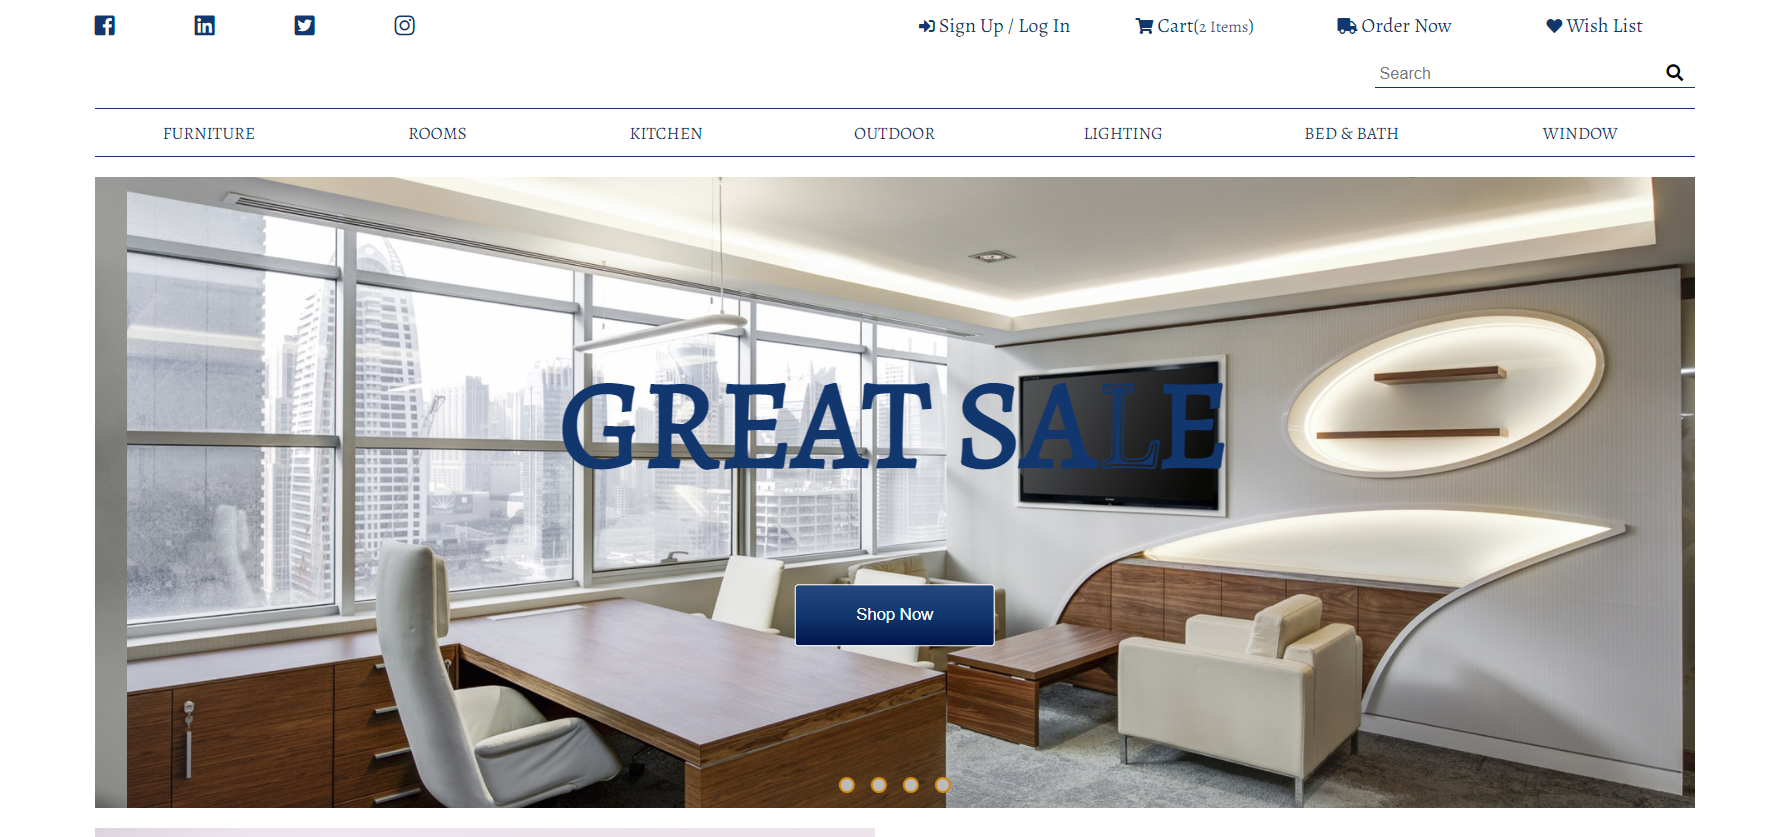 Sign Up / Log In Cart(2 Items) Order Now Wish List
Search
FURNITURE ROOMS KITCHEN OUTDOOR LIGHTING BED & BATH WINDOW
GREAT SALE
Shop Now